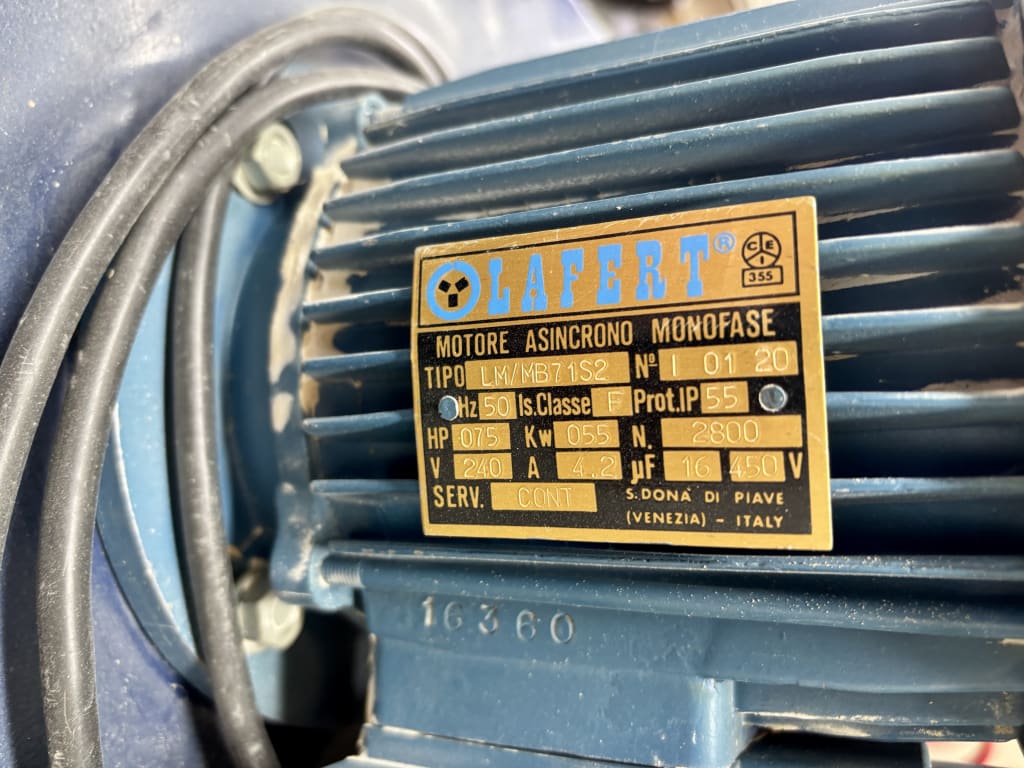 LAFERT®
CEI
355
MOTORE ASINCRONO MONOFASE
TIPO LM/MB71S2 Nº I 01 20
Hz 50 Is.Classe F Prot.IP 55
HP 075 Kw 055 N. 2800
V 240 A 4.2 µF 16 450 V
SERV. CONT S.DONÀ DI PIAVE
(VENEZIA) - ITALY
16360